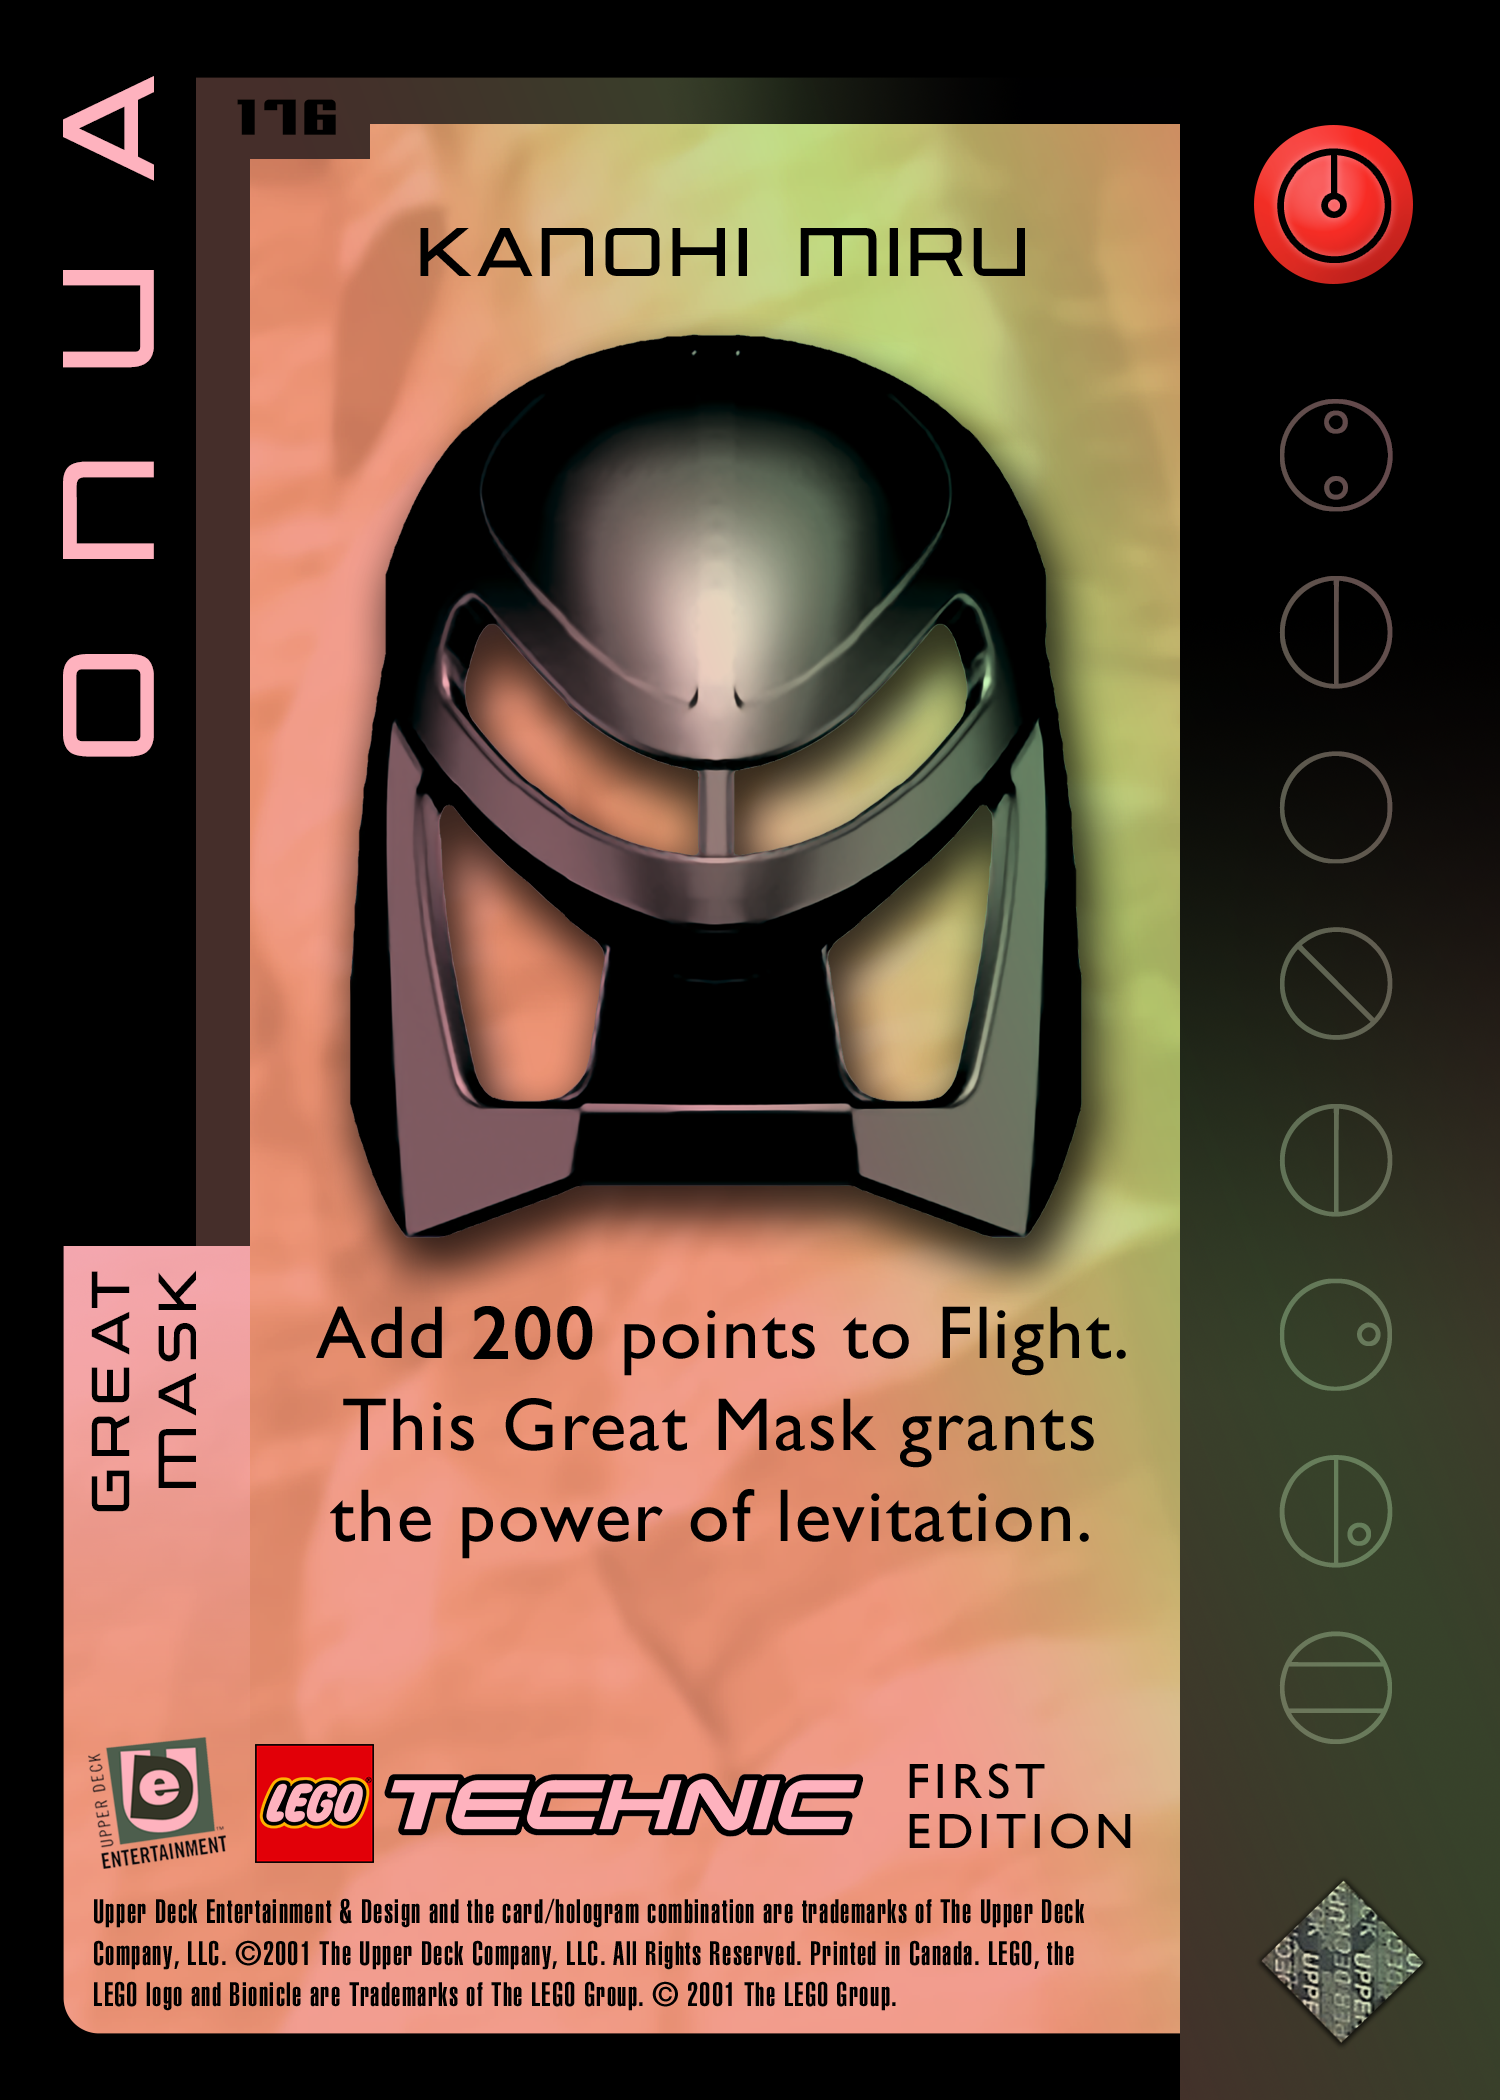 176
ONUA
KANOHI MIRU
Add 200 points to Flight.
This Great Mask grants
the power of levitation.
GREAT
MASK
UPPER DECK
ENTERTAINMENT
LEGO
TECHNIC
FIRST
EDITION
Upper Deck Entertainment & Design and the card/hologram combination are trademarks of The Upper Deck
Company, LLC. ©2001 The Upper Deck Company, LLC. All Rights Reserved. Printed in Canada. LEGO, the
LEGO logo and Bionicle are Trademarks of The LEGO Group. © 2001 The LEGO Group.